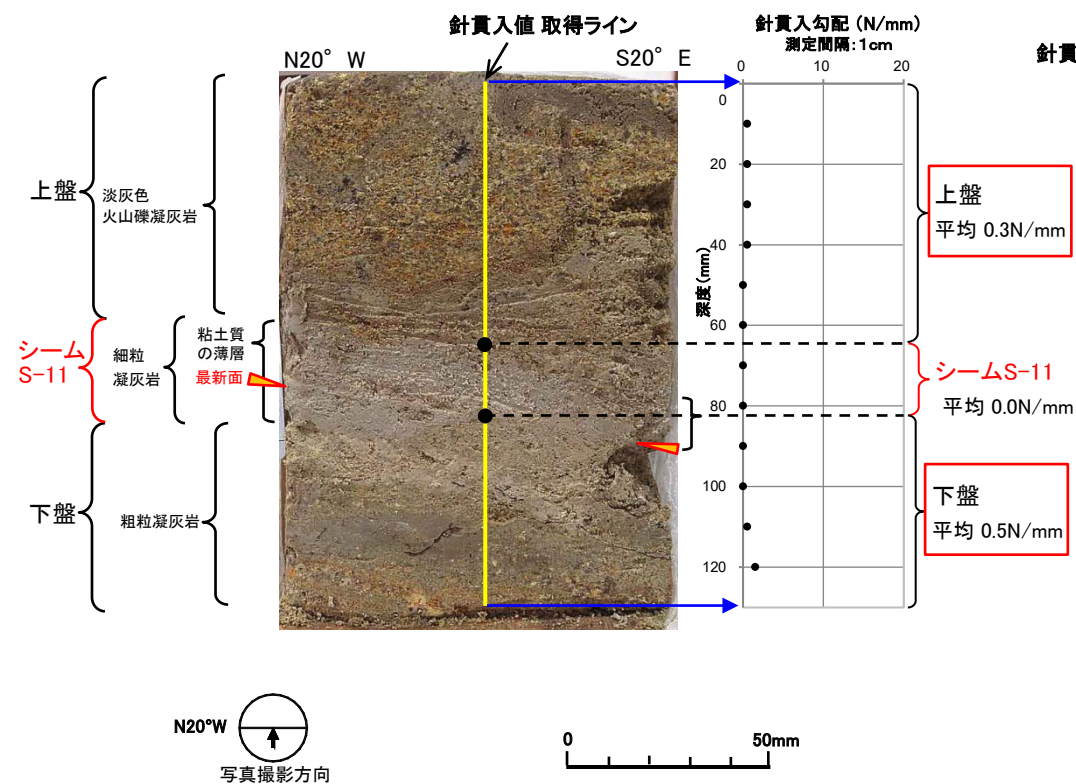 針貫入値 取得ライン
針貫入勾配 (N/mm)
測定間隔:1cm
針貫
N20° W
S20° E
0 10 20
0
20
40
60
80
100
120
深度(mm)
上盤
淡灰色
火山礫凝灰岩
シーム
S-11
細粒
凝灰岩
粘土質
の薄層
最新面
下盤
粗粒凝灰岩
上盤
平均 0.3N/mm
シームS-11
平均 0.0N/mm
下盤
平均 0.5N/mm
N20°W
写真撮影方向
0 50mm